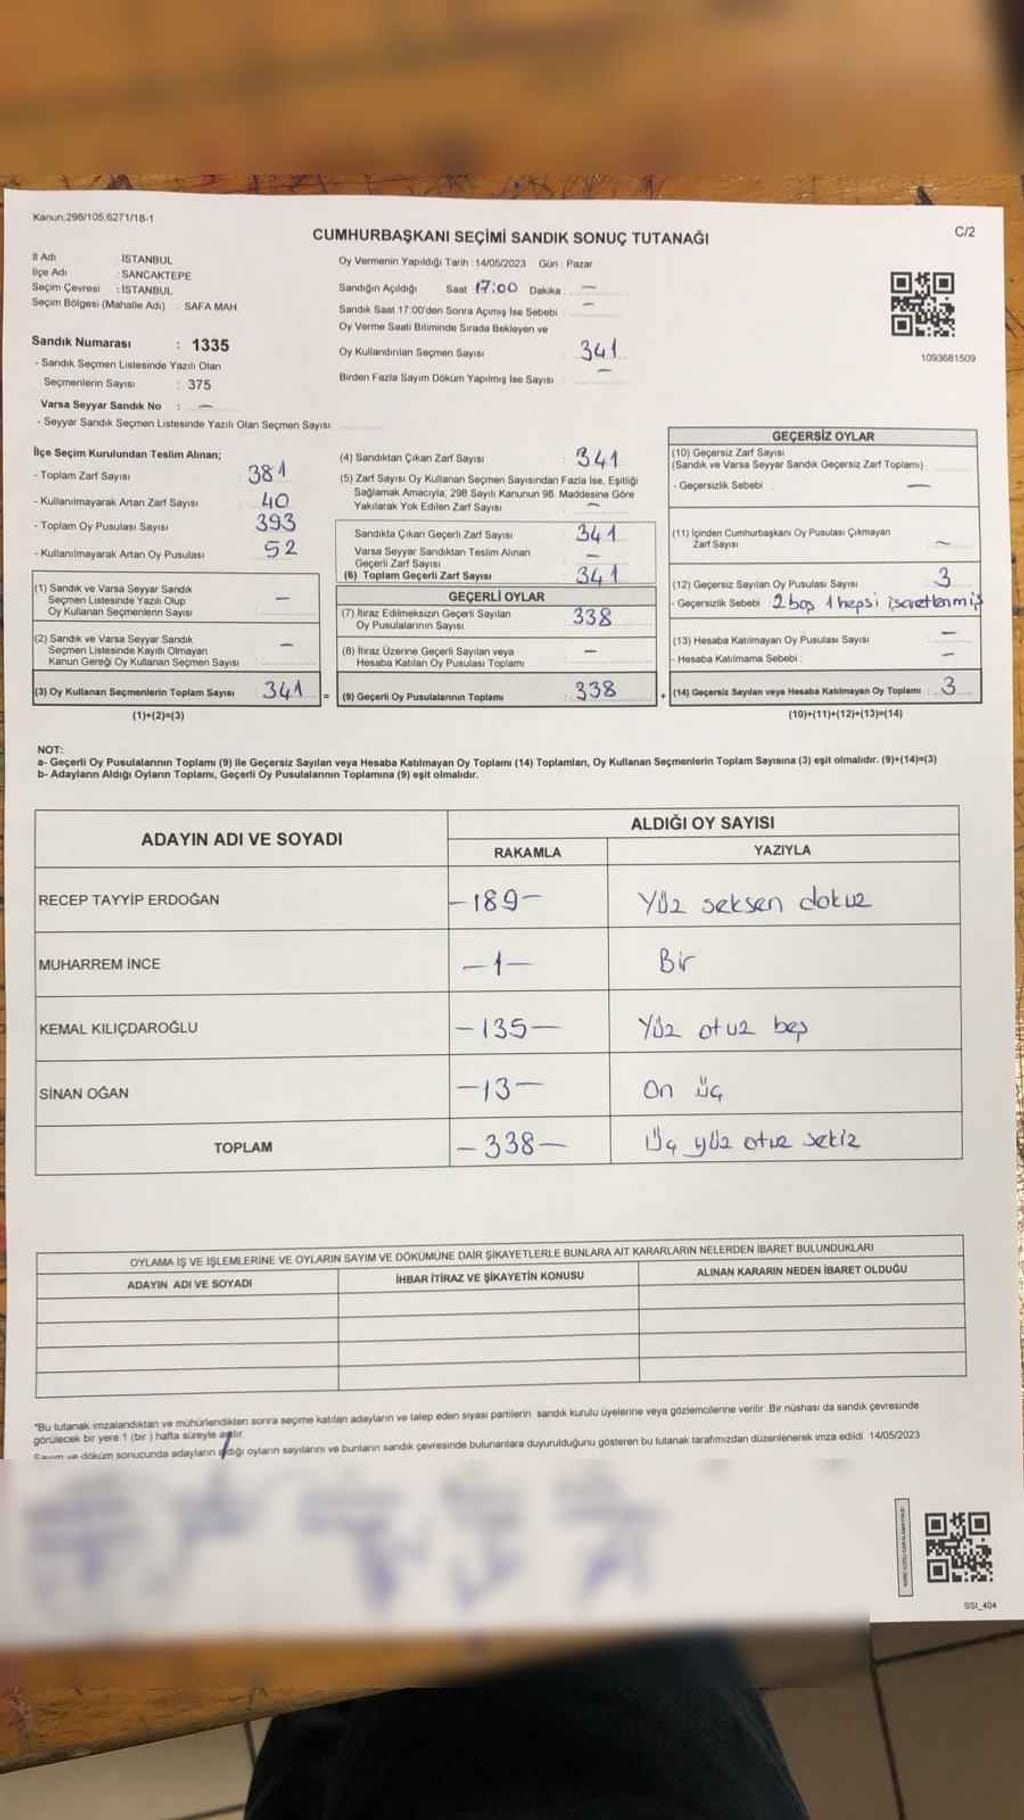 Kanun,298/105,6271/18-1
C/2
CUMHURBAŞKANI SEÇİMİ SANDIK SONUÇ TUTANAĞI
İl Adı : İSTANBUL
İlçe Adı : SANCAKTEPE
Seçim Çevresi : İSTANBUL
Seçim Bölgesi (Mahalle Adı) : SAFA MAH
Oy Vermenin Yapıldığı Tarih : 14/05/2023 Gün : Pazar
Sandığın Açıldığı Saat 17:00 Dakika : —
Sandık Saat 17:00'den Sonra Açımış İse Sebebi : —
Oy Verme Saati Bitiminde Sırada Bekleyen ve
Oy Kullandırılan Seçmen Sayısı : 341
Birden Fazla Sayım Döküm Yapılmış İse Sayısı : —
1093681509
Sandık Numarası : 1335
- Sandık Seçmen Listesinde Yazılı Olan
Seçmenlerin Sayısı : 375
Varsa Seyyar Sandık No : —
- Seyyar Sandık Seçmen Listesinde Yazılı Olan Seçmen Sayısı :
İlçe Seçim Kurulundan Teslim Alınan;
- Toplam Zarf Sayısı : 381
- Kullanılmayarak Artan Zarf Sayısı : 40
- Toplam Oy Pusulası Sayısı : 393
- Kullanılmayarak Artan Oy Pusulası : 52
(1) Sandık ve Varsa Seyyar Sandık
Seçmen Listesinde Yazılı Olup
Oy Kullanan Seçmenlerin Sayısı : —
(2) Sandık ve Varsa Seyyar Sandık
Seçmen Listesinde Kayıtlı Olmayan
Kanun Gereği Oy Kullanan Seçmen Sayısı : —
(3) Oy Kullanan Seçmenlerin Toplam Sayısı : 341
(1)+(2)=(3)
(4) Sandıktan Çıkan Zarf Sayısı : 341
(5) Zarf Sayısı Oy Kullanan Seçmen Sayısından Fazla İse, Eşitliği
Sağlamak Amacıyla, 298 Sayılı Kanunun 98. Maddesine Göre
Yakılarak Yok Edilen Zarf Sayısı : —
Sandıkta Çıkan Geçerli Zarf Sayısı : 341
Varsa Seyyar Sandıktan Teslim Alınan
Geçerli Zarf Sayısı : —
(6) Toplam Geçerli Zarf Sayısı : 341
GEÇERLİ OYLAR
(7) İtiraz Edilmeksizin Geçerli Sayılan
Oy Pusulalarının Sayısı : 338
(8) İtiraz Üzerine Geçerli Sayılan veya
Hesaba Katılan Oy Pusulası Toplamı : —
= (9) Geçerli Oy Pusulalarının Toplamı : 338
GEÇERSİZ OYLAR
(10) Geçersiz Zarf Sayısı
(Sandık ve Varsa Seyyar Sandık Geçersiz Zarf Toplamı) :
- Geçersizlik Sebebi : —
(11) İçinden Cumhurbaşkanı Oy Pusulası Çıkmayan
Zarf Sayısı : —
(12) Geçersiz Sayılan Oy Pusulası Sayısı : 3
- Geçersizlik Sebebi : 2 boş 1 hepsi işaretlenmiş
(13) Hesaba Katılmayan Oy Pusulası Sayısı : —
- Hesaba Katılmama Sebebi : —
+ (14) Geçersiz Sayılan veya Hesaba Katılmayan Oy Toplamı : 3
(10)+(11)+(12)+(13)=(14)
NOT:
a- Geçerli Oy Pusulalarının Toplamı (9) ile Geçersiz Sayılan veya Hesaba Katılmayan Oy Toplamı (14) Toplamları, Oy Kullanan Seçmenlerin Toplam Sayısına (3) eşit olmalıdır. (9)+(14)=(3)
b- Adayların Aldığı Oyların Toplamı, Geçerli Oy Pusulalarının Toplamına (9) eşit olmalıdır.
ADAYIN ADI VE SOYADI
ALDIĞI OY SAYISI
RAKAMLA YAZIYLA
RECEP TAYYİP ERDOĞAN -189- Yüz seksen dokuz
MUHARREM İNCE -1- Bir
KEMAL KILIÇDAROĞLU -135- Yüz otuz beş
SİNAN OĞAN -13- On üç
TOPLAM -338- Üç yüz otuz sekiz
OYLAMA İŞ VE İŞLEMLERİNE VE OYLARIN SAYIM VE DÖKÜMÜNE DAİR ŞİKAYETLERLE BUNLARA AİT KARARLARIN NELERDEN İBARET BULUNDUKLARI
ADAYIN ADI VE SOYADI İHBAR İTİRAZ VE ŞİKAYETİN KONUSU ALINAN KARARIN NEDEN İBARET OLDUĞU
*Bu tutanak imzalandıktan ve mühürlendikten sonra seçime katılan adayların ve talep eden siyasi partilerin sandık kurulu üyelerine veya gözlemcilerine verilir. Bir nüshası da sandık çevresinde
görülecek bir yere 1 (bir) hafta süreyle asılır.
Sayım ve döküm sonucunda adayların aldığı oyların sayılarını ve bunların sandık çevresinde bulunanlara duyurulduğunu gösteren bu tutanak tarafımızdan düzenlenerek imza edildi. 14/05/2023
SSI_404